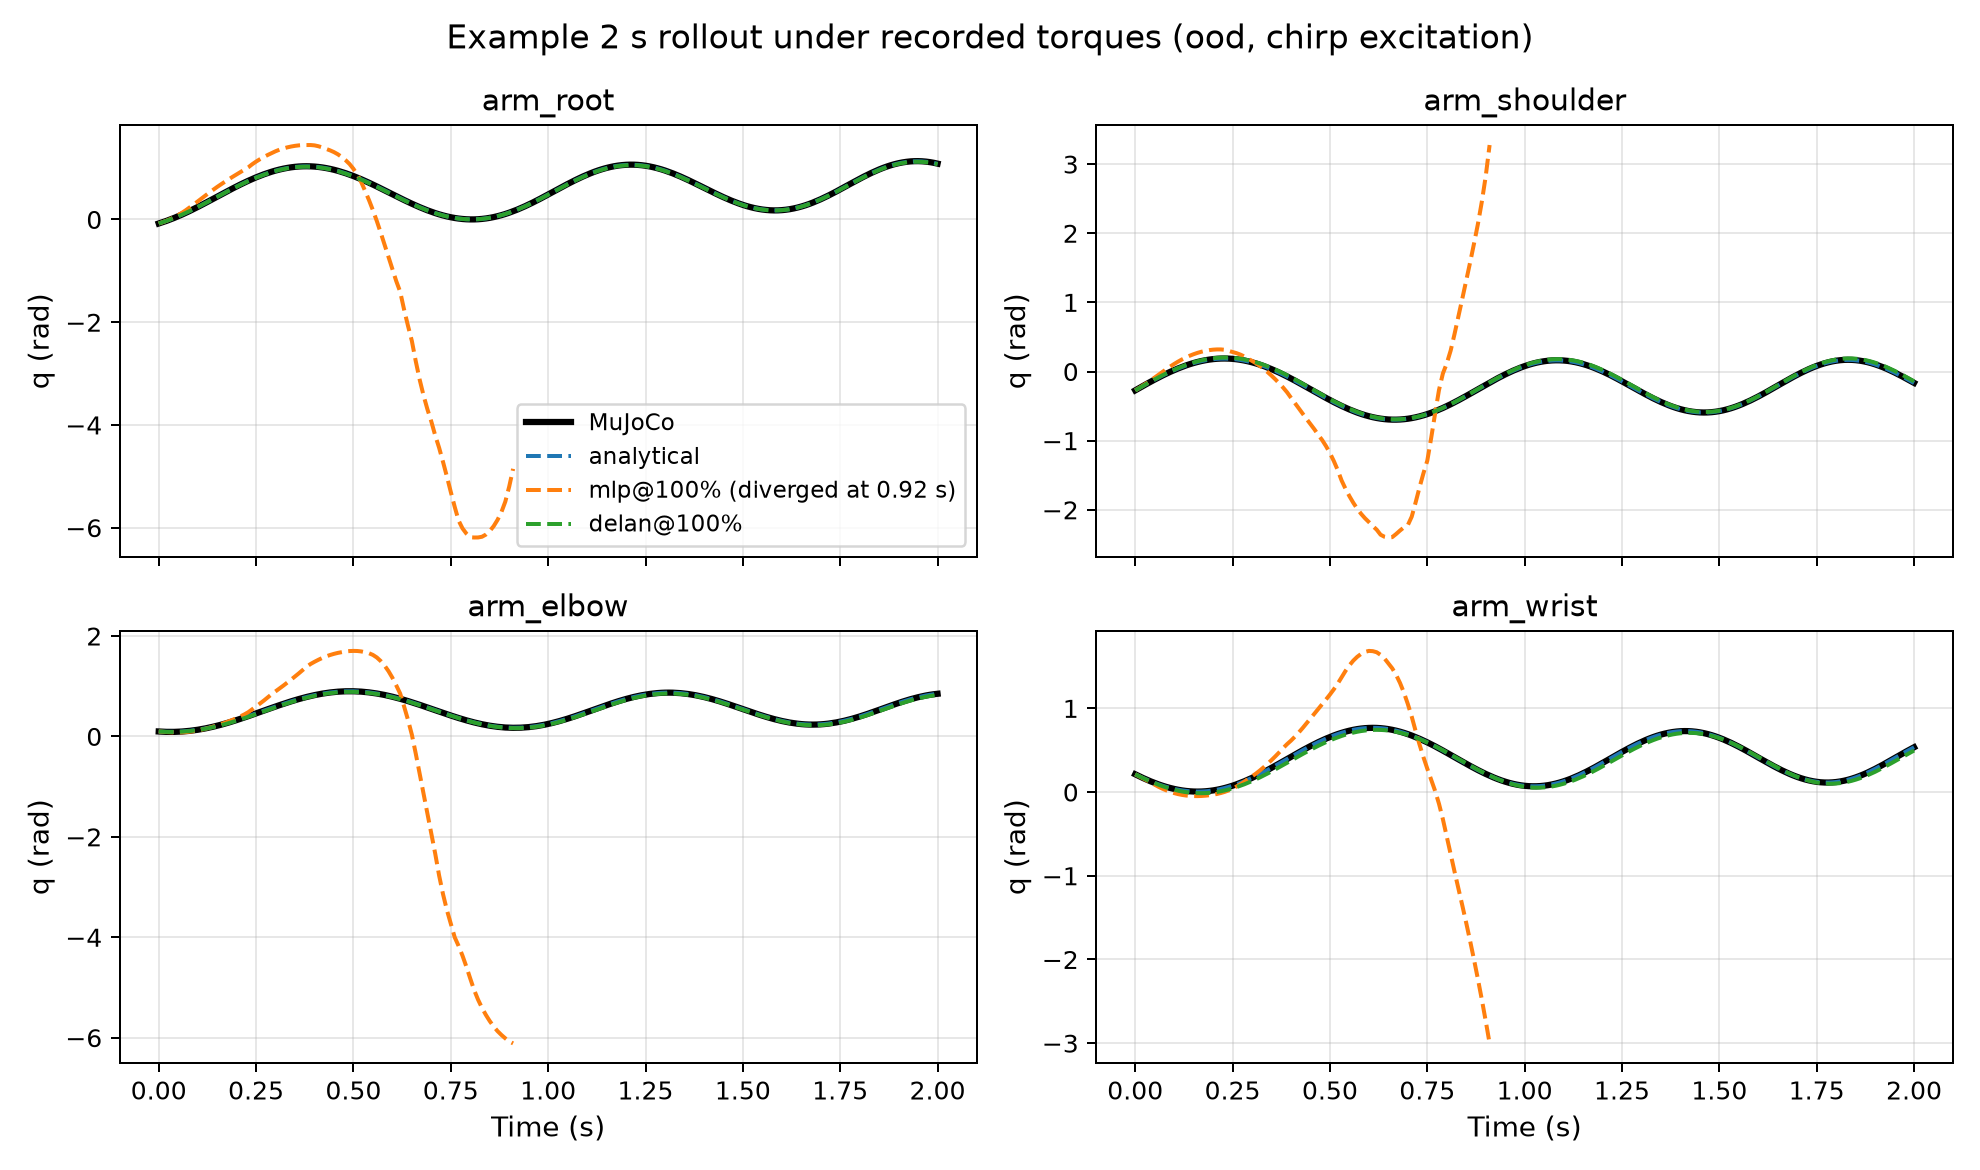 Example 2 s rollout under recorded torques (ood, chirp excitation)
arm_root
q (rad)
0
−2
−4
−6
MuJoCo
analytical
mlp@100% (diverged at 0.92 s)
delan@100%
arm_shoulder
q (rad)
3
2
1
0
−1
−2
arm_elbow
q (rad)
2
0
−2
−4
−6
0.00 0.25 0.50 0.75 1.00 1.25 1.50 1.75 2.00
Time (s)
arm_wrist
q (rad)
1
0
−1
−2
−3
0.00 0.25 0.50 0.75 1.00 1.25 1.50 1.75 2.00
Time (s)